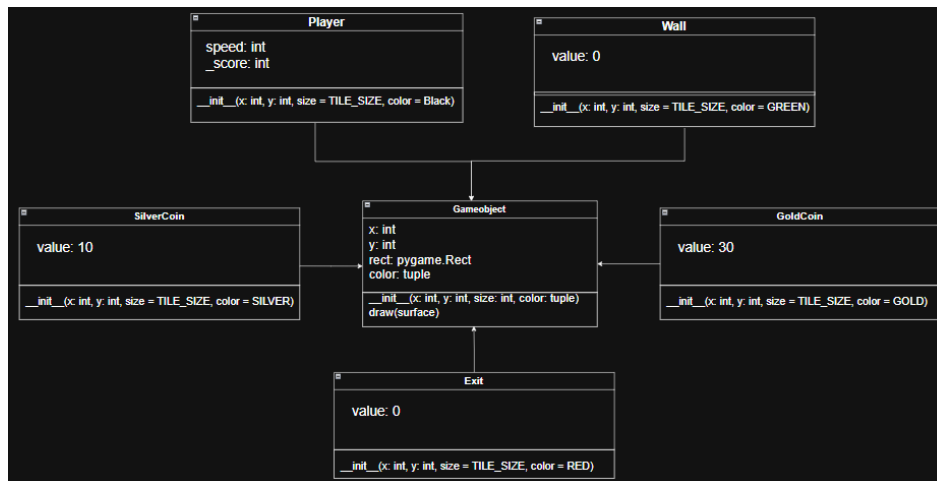 Player
speed: int
_score: int
__init__(x: int, y: int, size = TILE_SIZE, color = Black)
Wall
value: 0
__init__(x: int, y: int, size = TILE_SIZE, color = GREEN)
SilverCoin
value: 10
__init__(x: int, y: int, size = TILE_SIZE, color = SILVER)
Gameobject
x: int
y: int
rect: pygame.Rect
color: tuple
__init__(x: int, y: int, size: int, color: tuple)
draw(surface)
GoldCoin
value: 30
__init__(x: int, y: int, size = TILE_SIZE, color = GOLD)
Exit
value: 0
__init__(x: int, y: int, size = TILE_SIZE, color = RED)